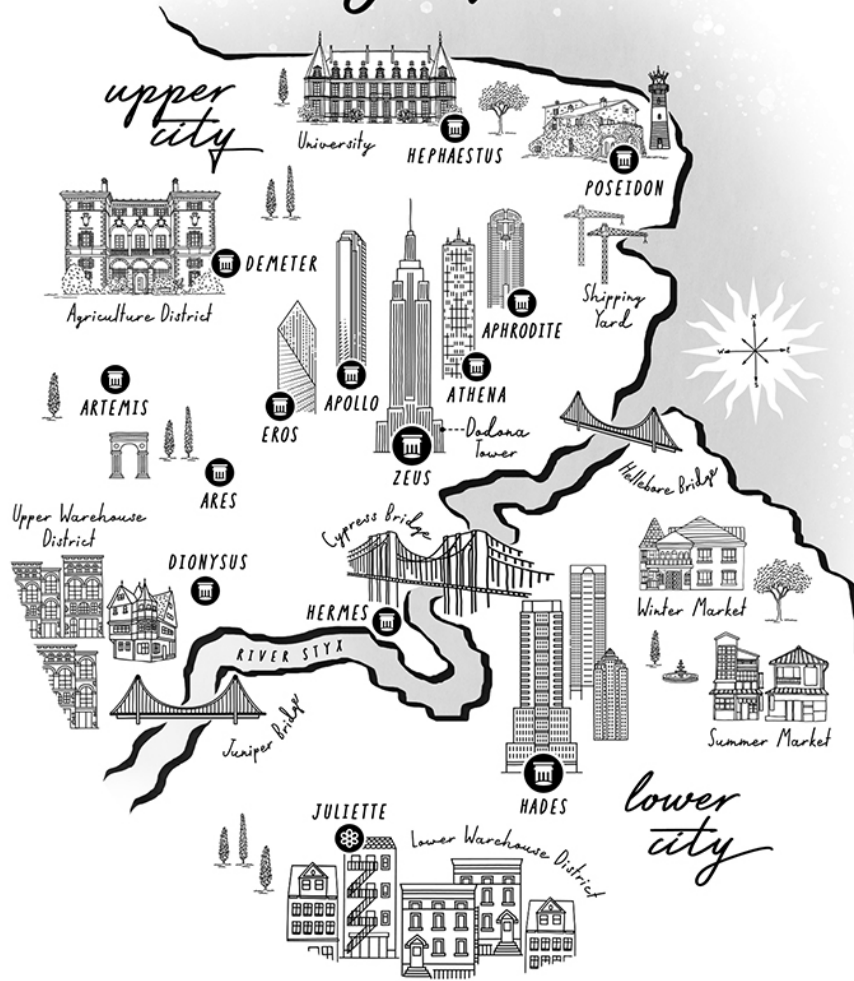 upper
city
University
HEPHAESTUS
POSEIDON
DEMETER
Agriculture District
Shipping
Yard
APHRODITE
N
W
E
S
ARTEMIS
EROS
APOLLO
ATHENA
Dodona
Tower
ZEUS
ARES
Hellebore Bridge
Upper Warehouse
District
Cypress Bridge
DIONYSUS
HERMES
Winter Market
RIVER STYX
Juniper Bridge
Summer Market
HADES
lower
city
JULIETTE
Lower Warehouse District